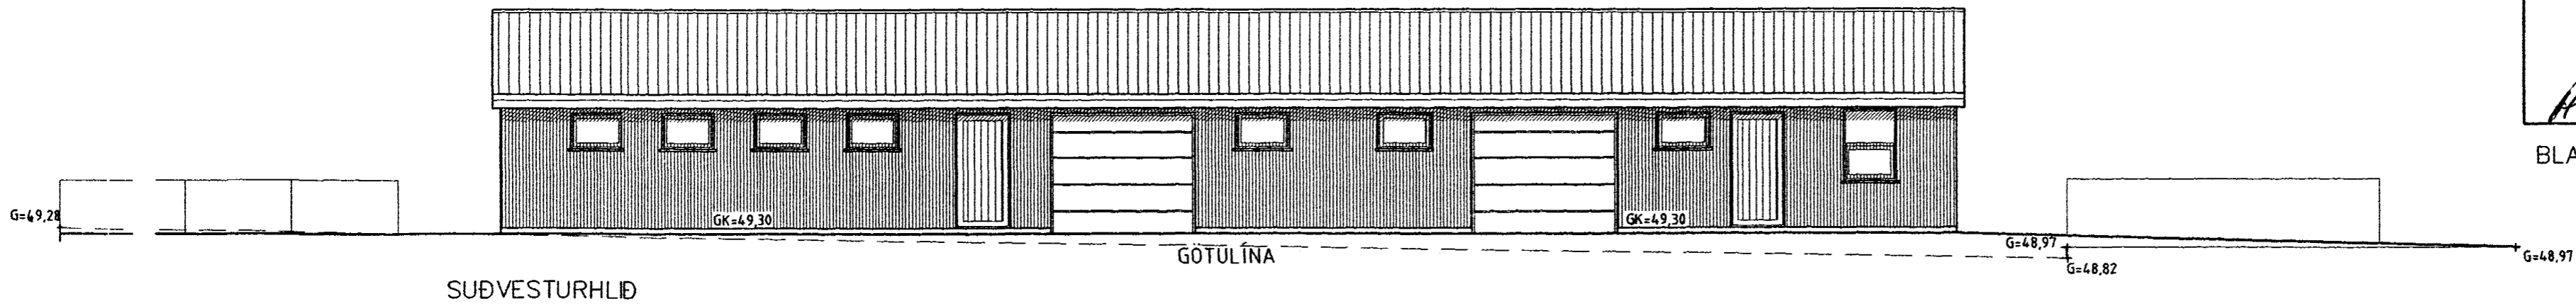 BLA
G=49,28
GK=49,30
GK=49,30
G=48,97
G=48,97
GÖTULÍNA
G=48,82
SUÐVESTURHLIÐ